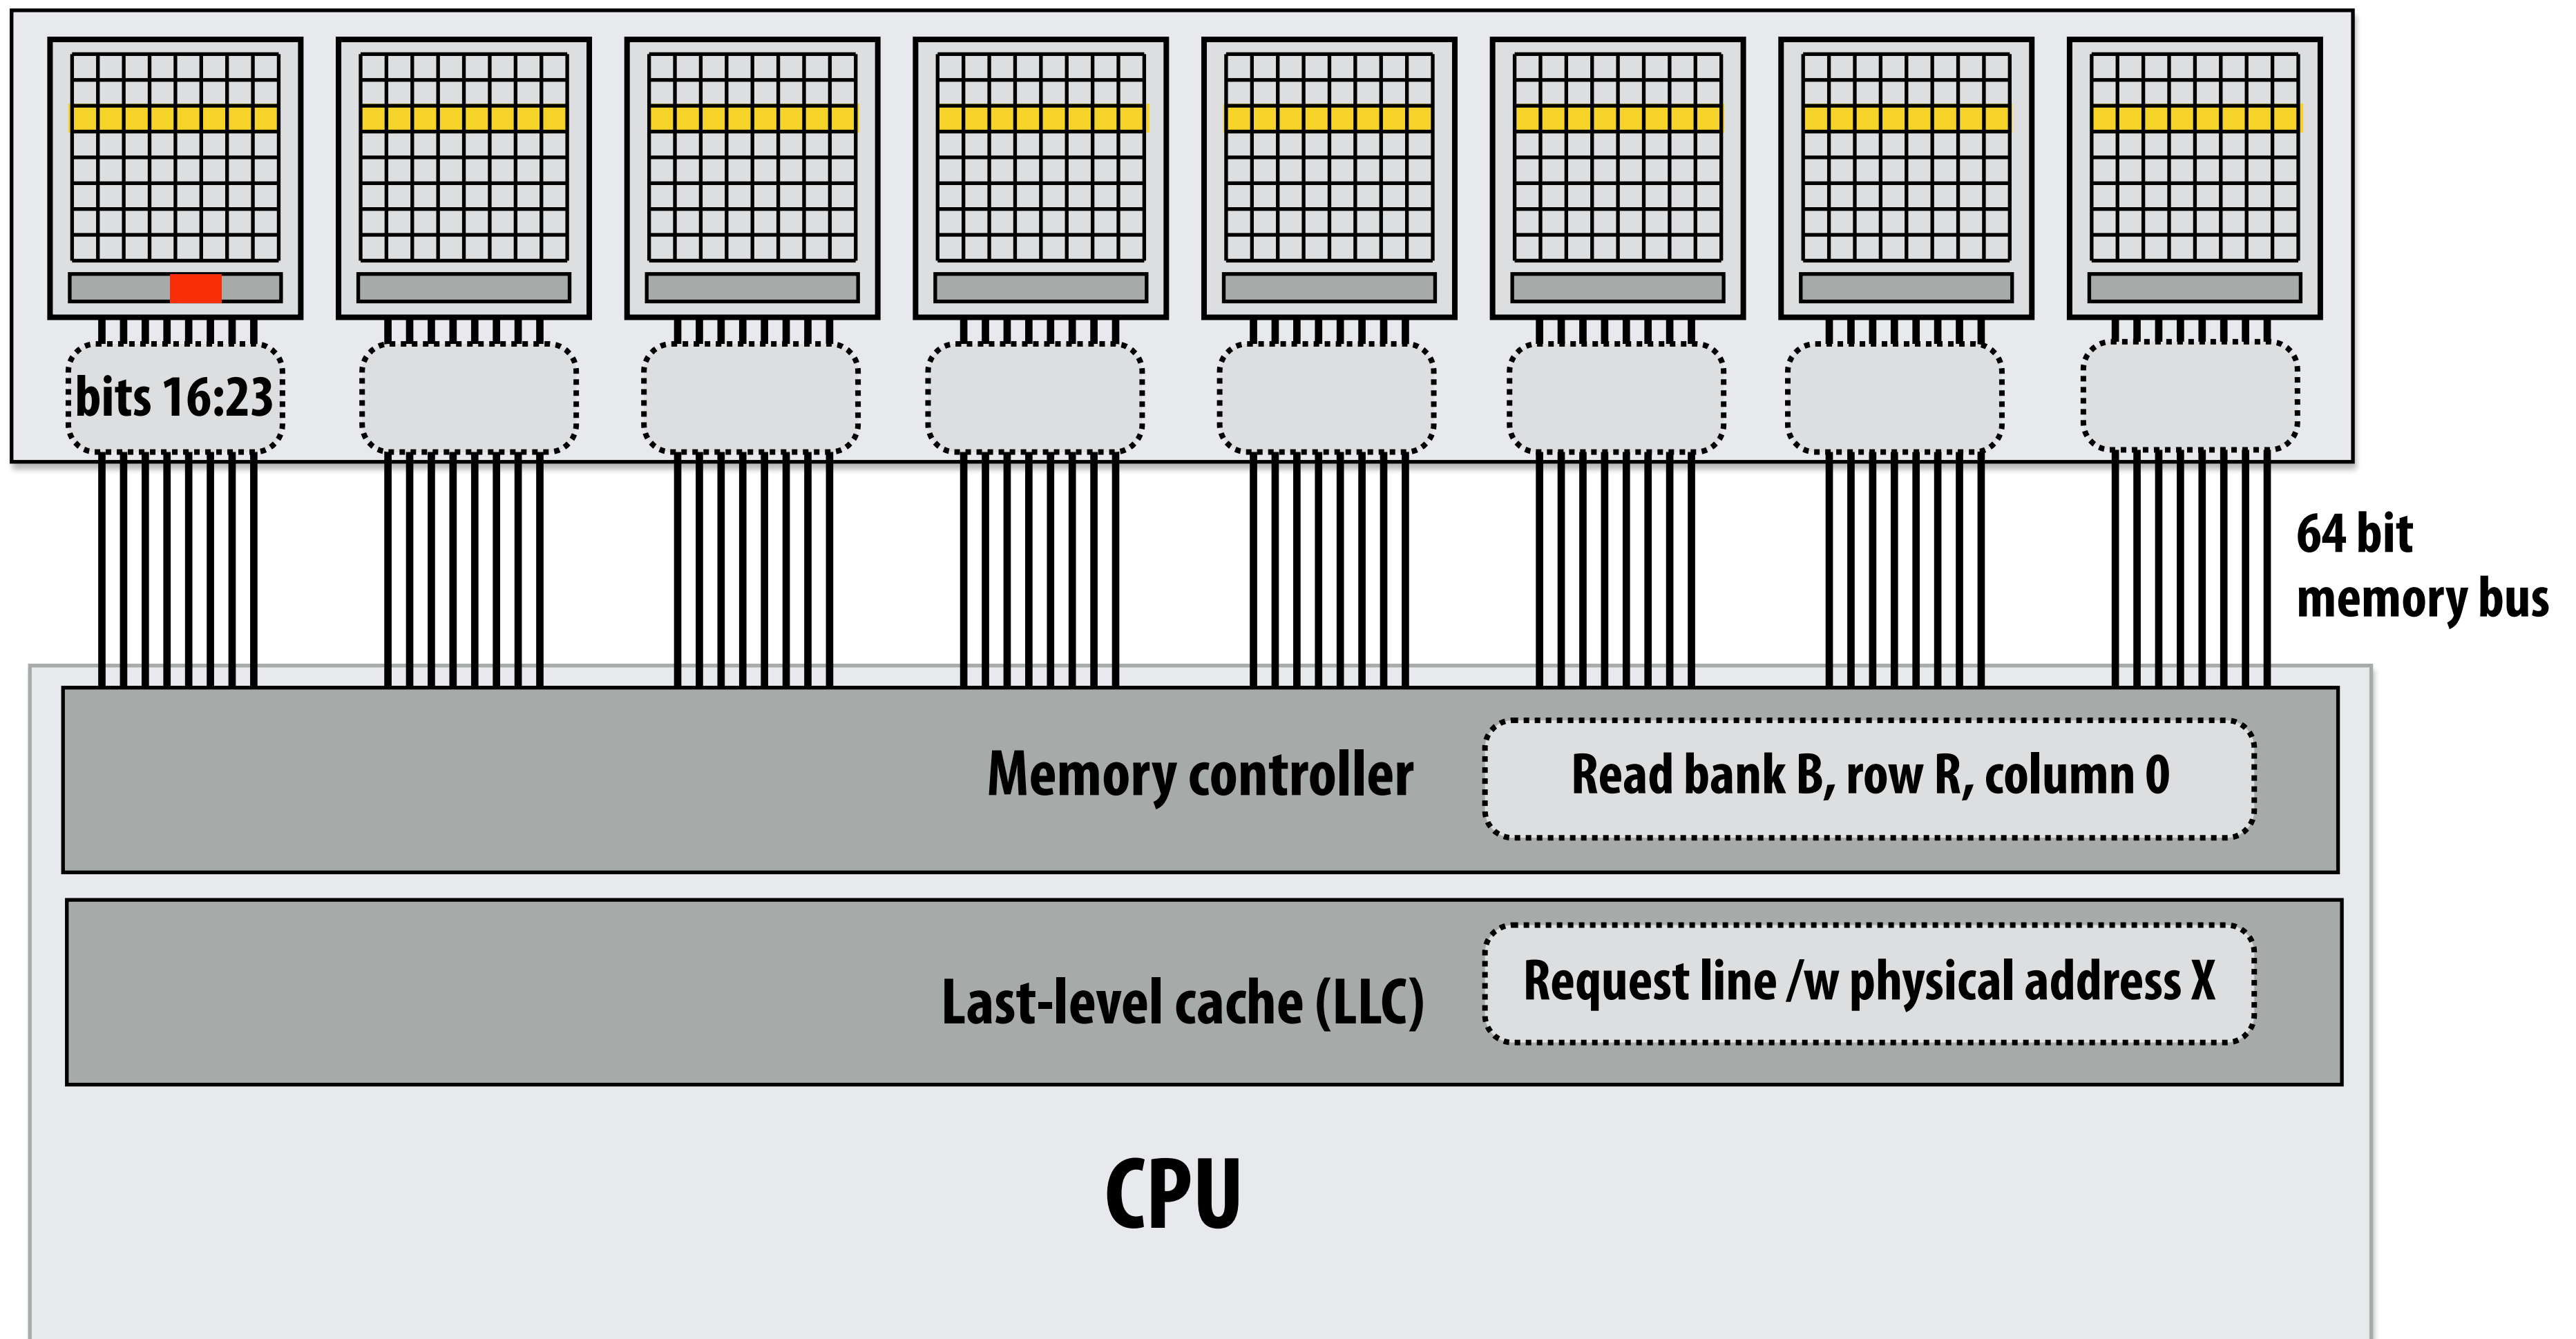 bits 16:23
64 bit
memory bus
Memory controller
Read bank B, row R, column 0
Last-level cache (LLC)
Request line /w physical address X
CPU